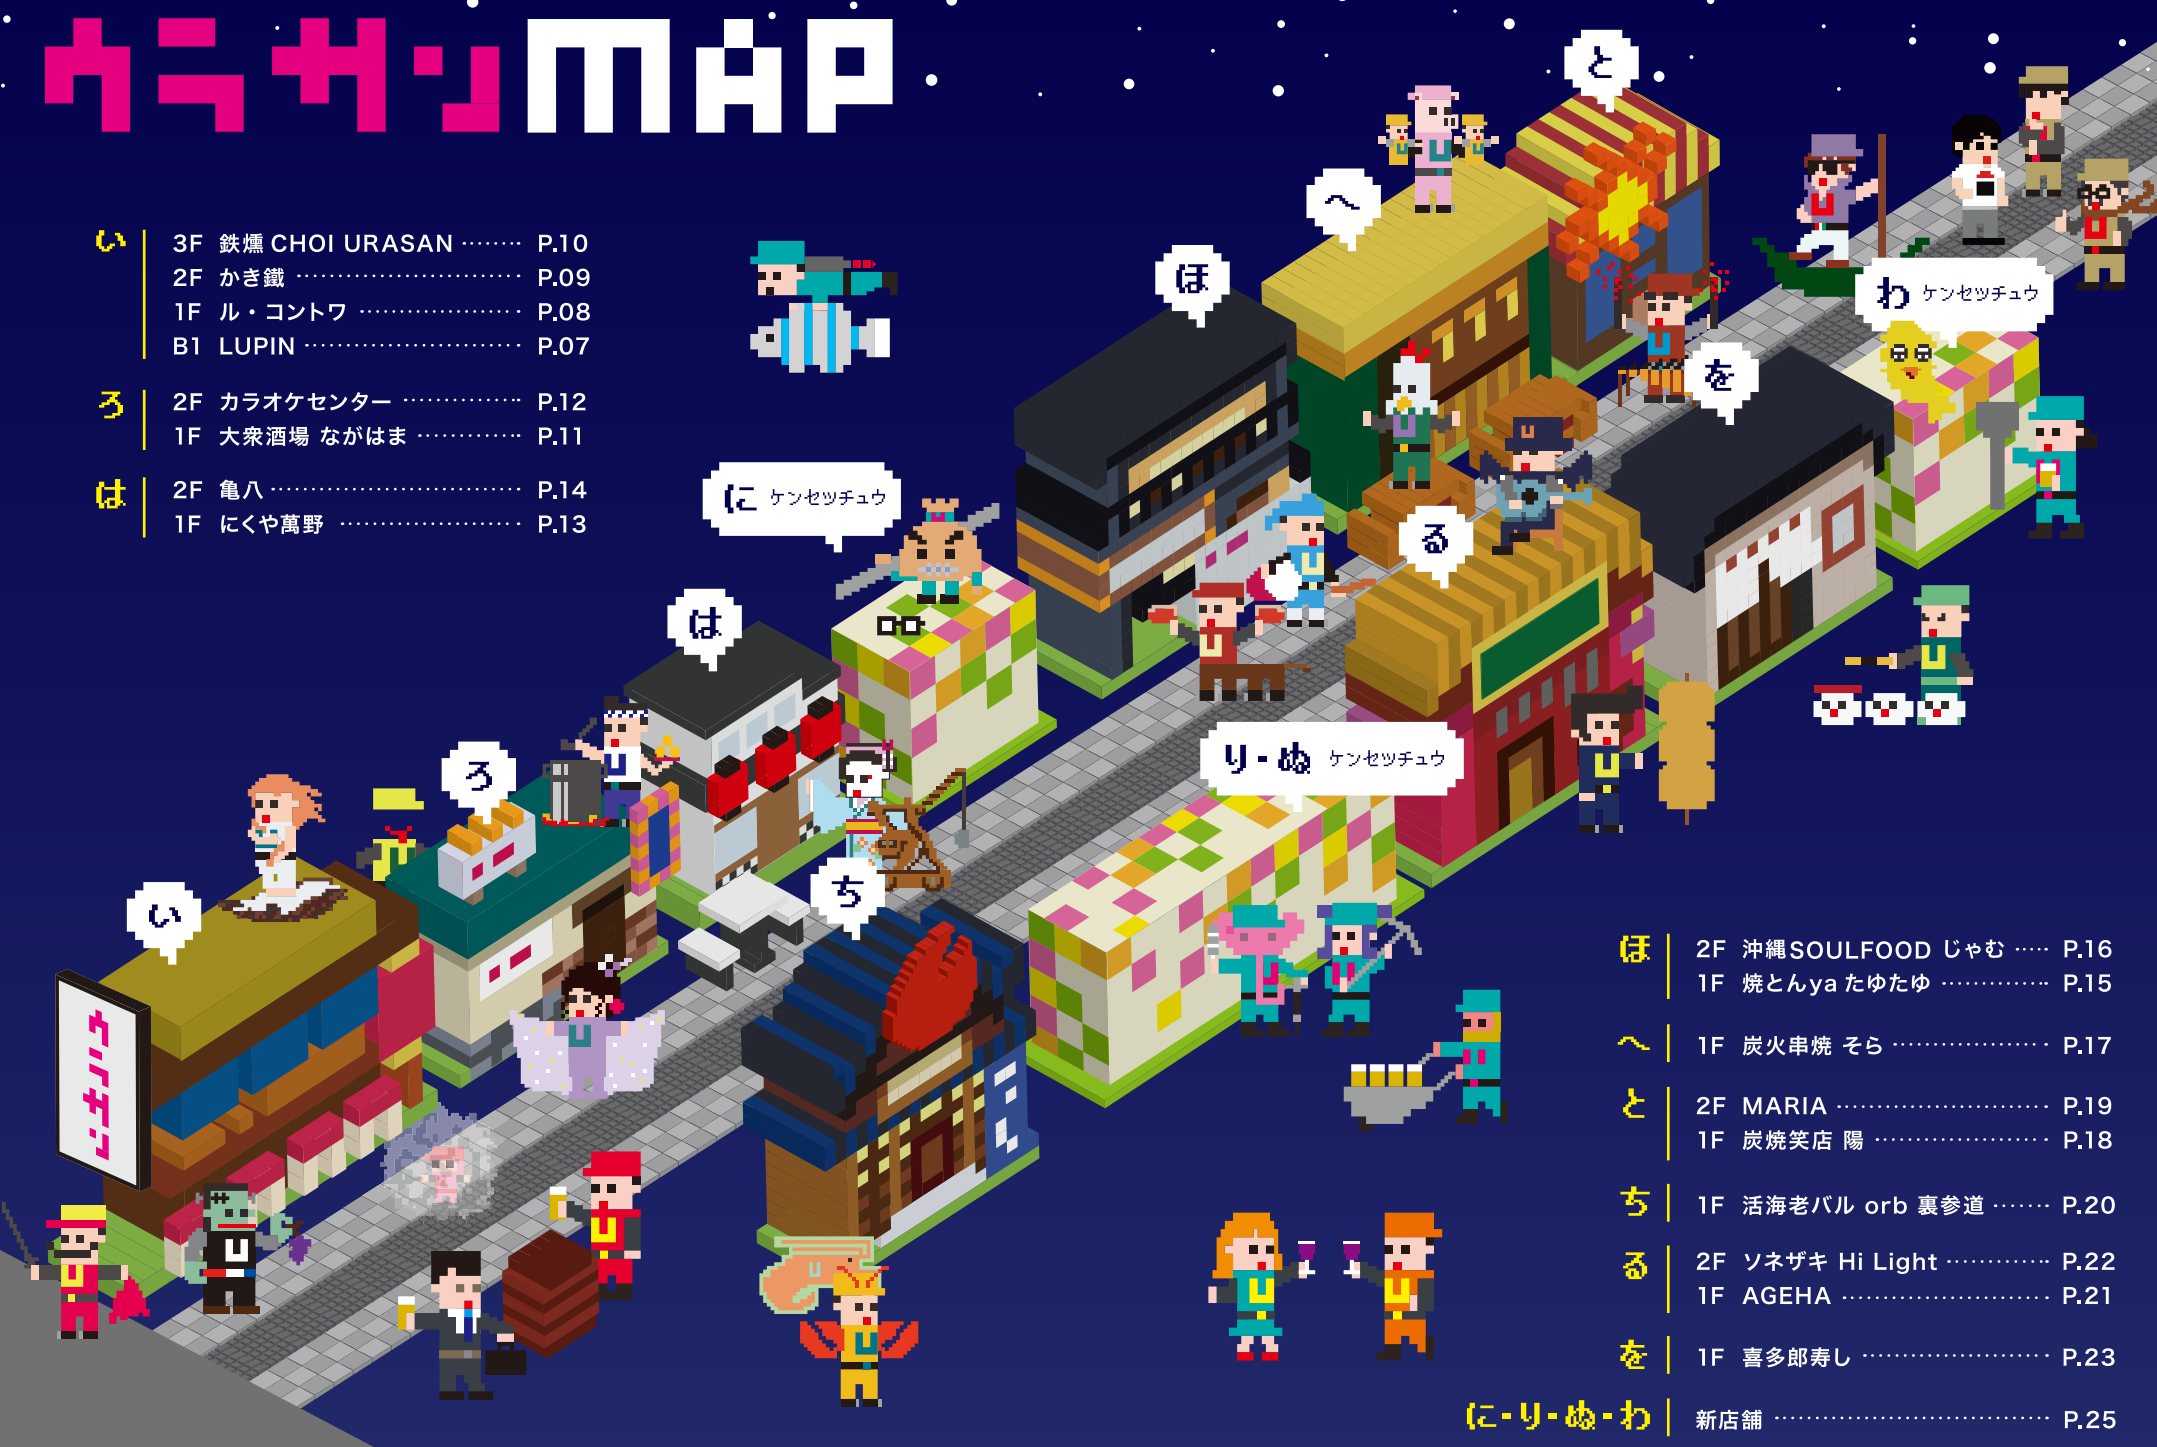 ウラサンMAP
い
3F 鉄燻 CHOI URASAN ········ P.10
2F かき鐵 ········ P.09
1F ル・コントワ ········ P.08
B1 LUPIN ········ P.07
ろ
2F カラオケセンター ········ P.12
1F 大衆酒場 ながはま ········ P.11
は
2F 亀八 ········ P.14
1F にくや萬野 ········ P.13
と
へ
ほ
わ ケンセツチュウ
を
に ケンセツチュウ
る
は
り-ぬ ケンセツチュウ
ろ
ち
い
ウラサン
ほ
2F 沖縄SOULFOOD じゃむ ····· P.16
1F 焼とんya たゆたゆ ········ P.15
へ
1F 炭火串焼 そら ········ P.17
と
2F MARIA ········ P.19
1F 炭焼笑店 陽 ········ P.18
ち
1F 活海老バル orb 裏参道 ······· P.20
る
2F ソネザキ Hi Light ········ P.22
1F AGEHA ········ P.21
を
1F 喜多郎寿し ········ P.23
に-り-ぬ-わ
新店舗 ········ P.25